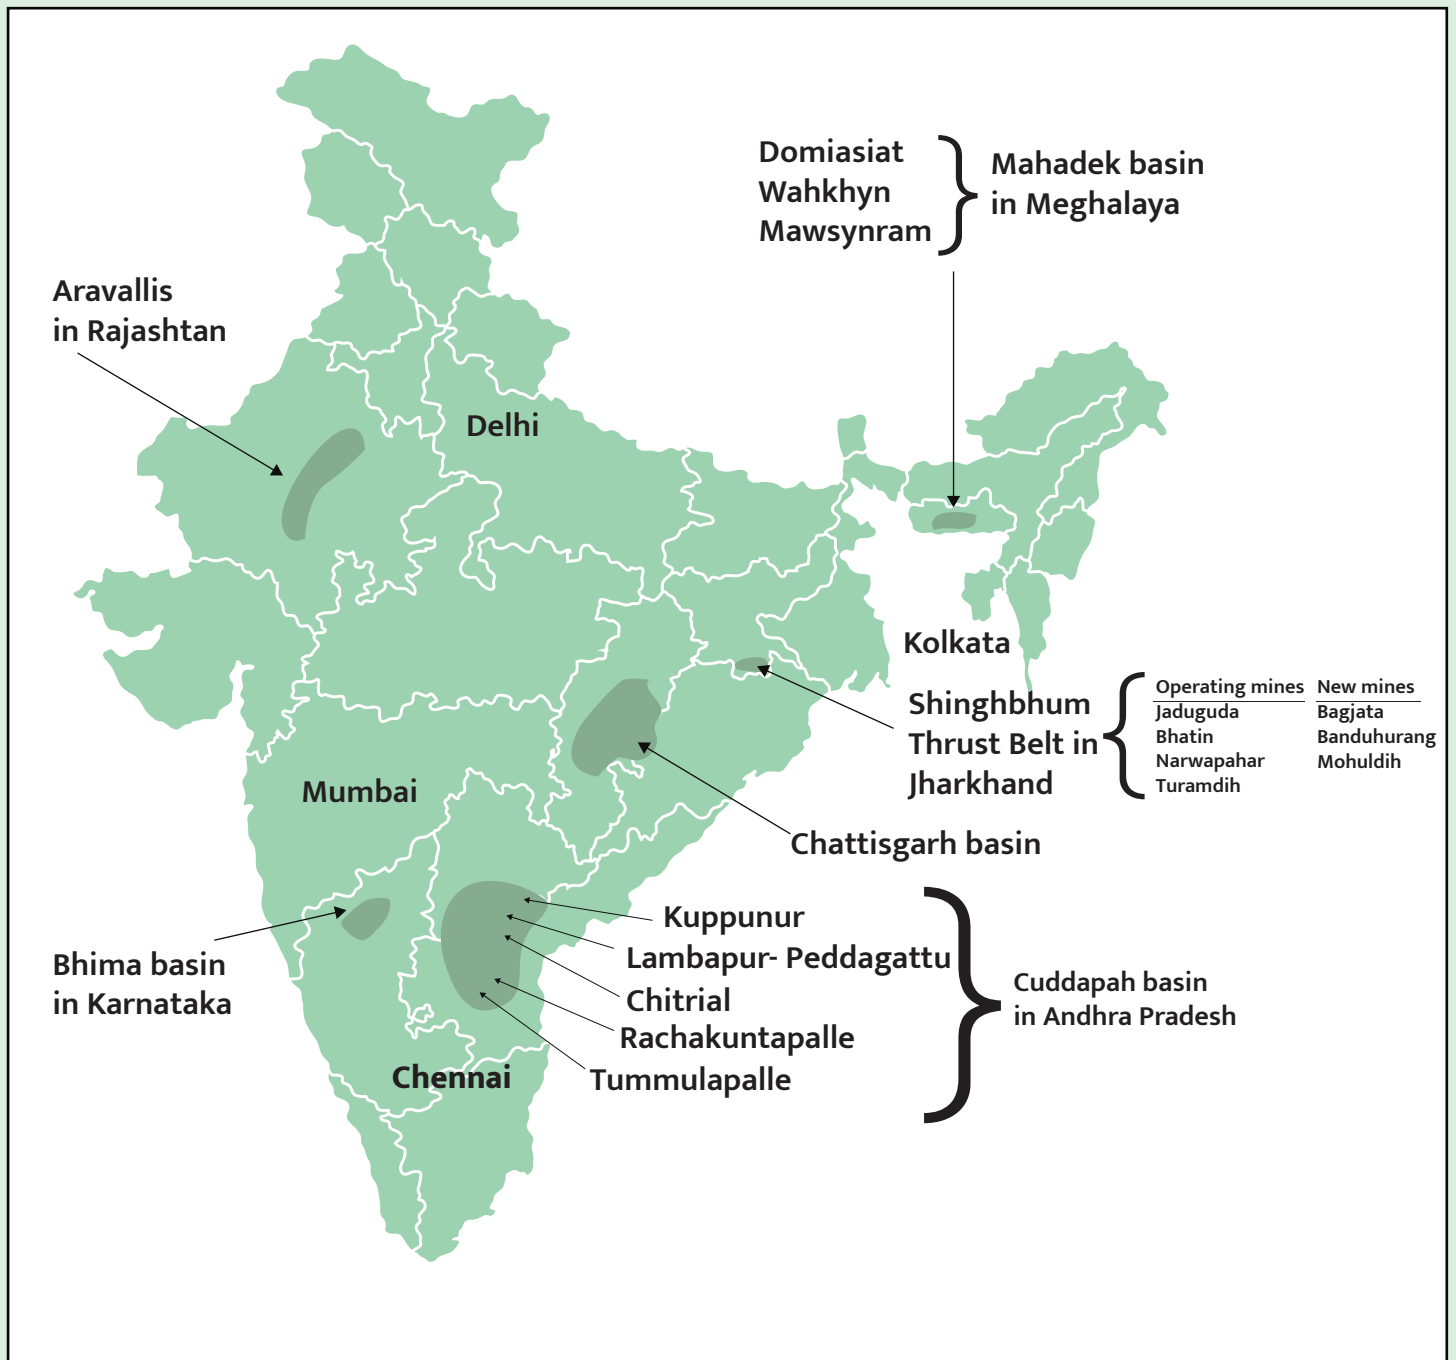 Domiasiat
Wahkhyn
Mawsynram
Mahadek basin
in Meghalaya
Aravallis
in Rajashtan
Delhi
Kolkata
Shinghbhum
Thrust Belt in
Jharkhand
Operating mines New mines
Jaduguda Bagjata
Bhatin Banduhurang
Narwapahar Mohuldih
Turamdih
Mumbai
Chattisgarh basin
Kuppunur
Lambapur- Peddagattu
Chitrial
Rachakuntapalle
Tummulapalle
Cuddapah basin
in Andhra Pradesh
Bhima basin
in Karnataka
Chennai